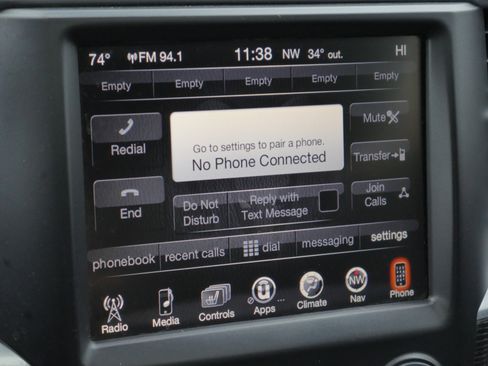 74° FM 94.1 11:38 NW 34° out. HI
Empty Empty Empty Empty Empty
Redial
Go to settings to pair a phone.
No Phone Connected
Mute
Transfer
End
Do Not
Disturb
Reply with
Text Message
Join
Calls
phonebook recent calls dial messaging settings
NW
Radio Media Controls Apps ... Climate Nav Phone